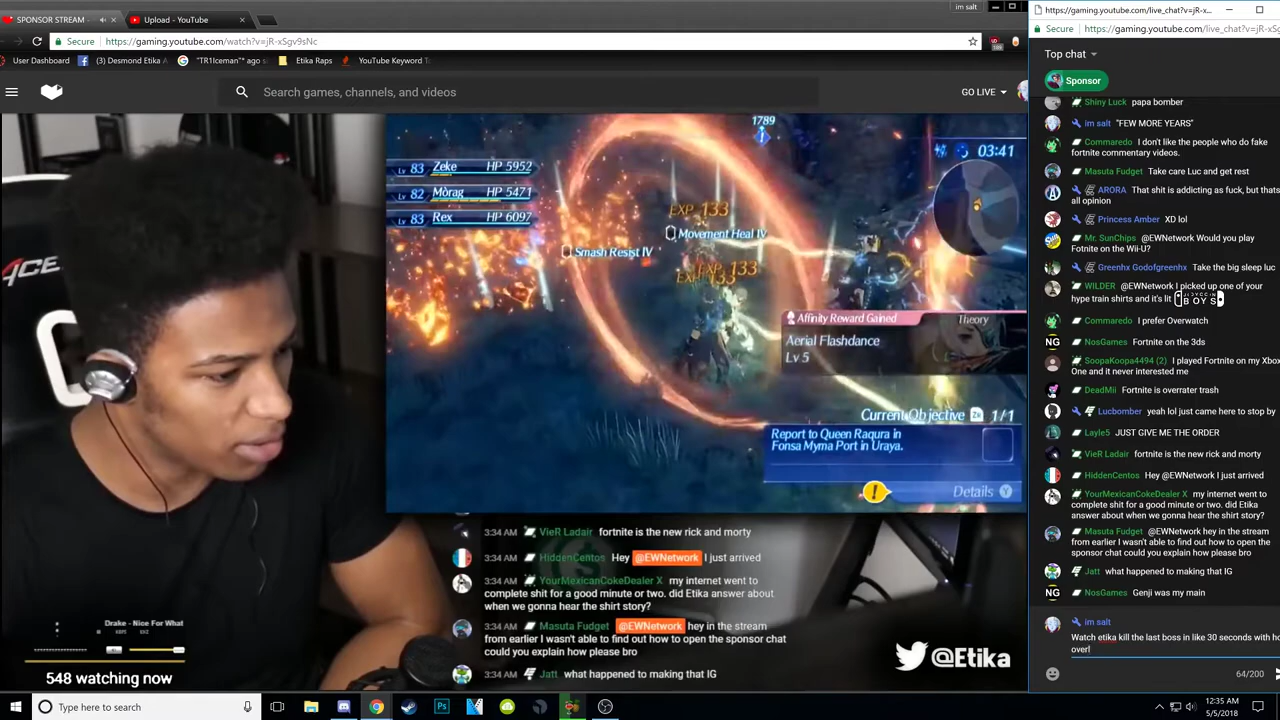 SPONSOR STREAM -
Upload - YouTube
im salt
Secure
https://gaming.youtube.com/watch?v=jR-xSgv9sNc
User Dashboard
(3) Desmond Etika A
"TR1Iceman"* ago si
Etika Raps
YouTube Keyword To
Search games, channels, and videos
GO LIVE
1789
Lv 83 Zeke HP 5952
Lv 82 Mòrag HP 5471
Lv 83 Rex HP 6097
03:41
EXP 133
Movement Heal IV
Smash Resist IV
EXP 133
Affinity Reward Gained
Theory
Aerial Flashdance
Lv 5
Current Objective 1/1
Report to Queen Raqura in
Fonsa Myma Port in Uraya.
Details Y
3:34 AM VieR Ladair fortnite is the new rick and morty
3:34 AM HiddenCentos Hey @EWNetwork I just arrived
3:34 AM YourMexicanCokeDealer X my internet went to
complete shit for a good minute or two. did Etika answer about
when we gonna hear the shirt story?
3:34 AM Masuta Fudget @EWNetwork hey in the stream
from earlier I wasn't able to find out how to open the sponsor chat
could you explain how please bro
3:34 AM Jatt what happened to making that IG
Drake - Nice For What
548 watching now
@Etika
https://gaming.youtube.com/live_chat?v=jR-x...
Secure
https://gaming.youtube.com/live_chat?v=jR-xSg
Top chat
Sponsor
Shiny Luck papa bomber
im salt "FEW MORE YEARS"
Commaredo I don't like the people who do fake
fortnite commentary videos.
Masuta Fudget Take care Luc and get rest
ARORA That shit is addicting as fuck, but thats
all opinion
Princess Amber XD lol
Mr. SunChips @EWNetwork Would you play
Fotnite on the Wii-U?
Greenhx Godofgreenhx Take the big sleep luc
WILDER @EWNetwork I picked up one of your
hype train shirts and it's lit
BOYS
Commaredo I prefer Overwatch
NG NosGames Fortnite on the 3ds
SoopaKoopa4494 (2) I played Fortnite on my Xbox
One and it never interested me
DeadMii Fortnite is overrater trash
Lucbomber yeah lol just came here to stop by
Layle5 JUST GIVE ME THE ORDER
VieR Ladair fortnite is the new rick and morty
HiddenCentos Hey @EWNetwork I just arrived
YourMexicanCokeDealer X my internet went to
complete shit for a good minute or two. did Etika
answer about when we gonna hear the shirt story?
Masuta Fudget @EWNetwork hey in the stream
from earlier I wasn't able to find out how to open the
sponsor chat could you explain how please bro
Jatt what happened to making that IG
NG NosGames Genji was my main
im salt
Watch etika kill the last boss in like 30 seconds with ho
overl
64/200
Type here to search
12:35 AM
5/5/2018